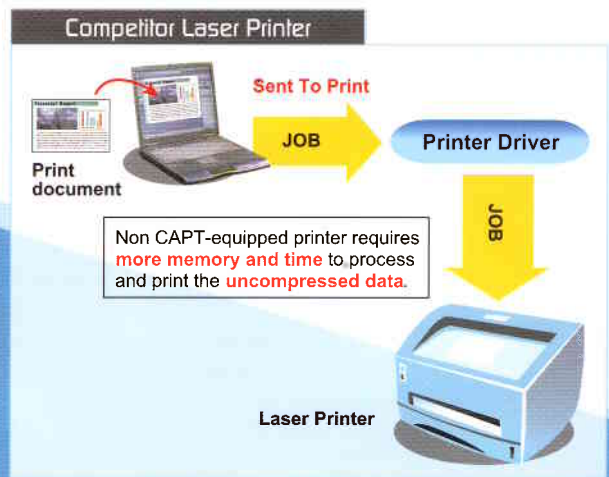 Competitor Laser Printer
Sent To Print
JOB
Printer Driver
Print
document
JOB
Non CAPT-equipped printer requires
more memory and time to process
and print the uncompressed data.
Laser Printer